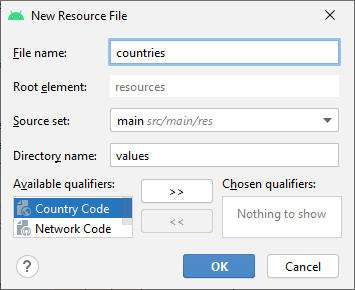 New Resource File
File name: countries
Root element: resources
Source set: main src/main/res
Directory name: values
Available qualifiers: >> Chosen qualifiers:
Country Code << Nothing to show
Network Code
? OK Cancel